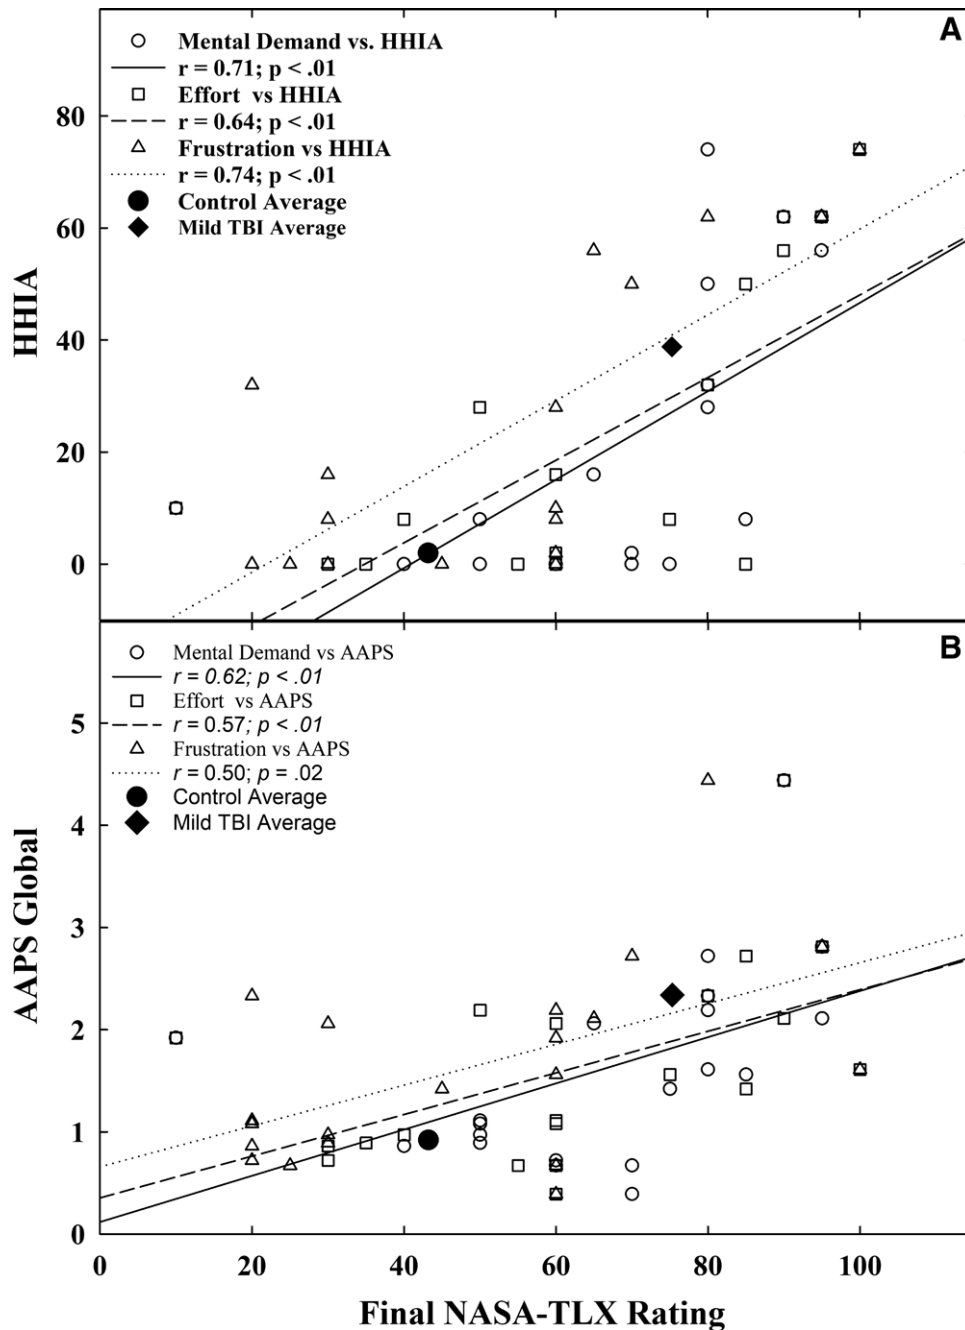 A
Mental Demand vs. HHIA
r = 0.71; p < .01
Effort vs HHIA
r = 0.64; p < .01
Frustration vs HHIA
r = 0.74; p < .01
Control Average
Mild TBI Average
80
60
40
20
0
HHIA
B
Mental Demand vs AAPS
r = 0.62; p < .01
Effort vs AAPS
r = 0.57; p < .01
Frustration vs AAPS
r = 0.50; p = .02
Control Average
Mild TBI Average
5
4
3
2
1
0
AAPS Global
0 20 40 60 80 100
Final NASA-TLX Rating